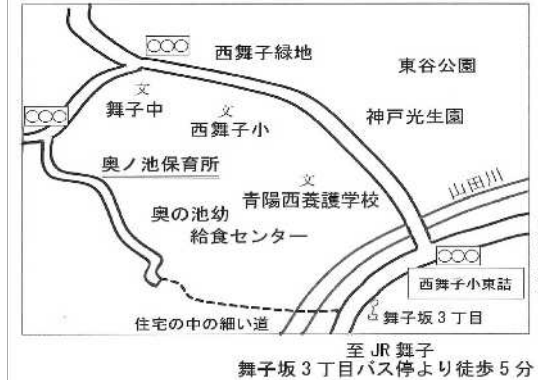 西舞子緑地
東谷公園
文
舞子中
文
西舞子小
神戸光生園
奥ノ池保育所
文
青陽西養護学校
山田川
奥の池幼
給食センター
西舞子小東詰
住宅の中の細い道
舞子坂3丁目
至 JR 舞子
舞子坂3丁目バス停より徒歩5分